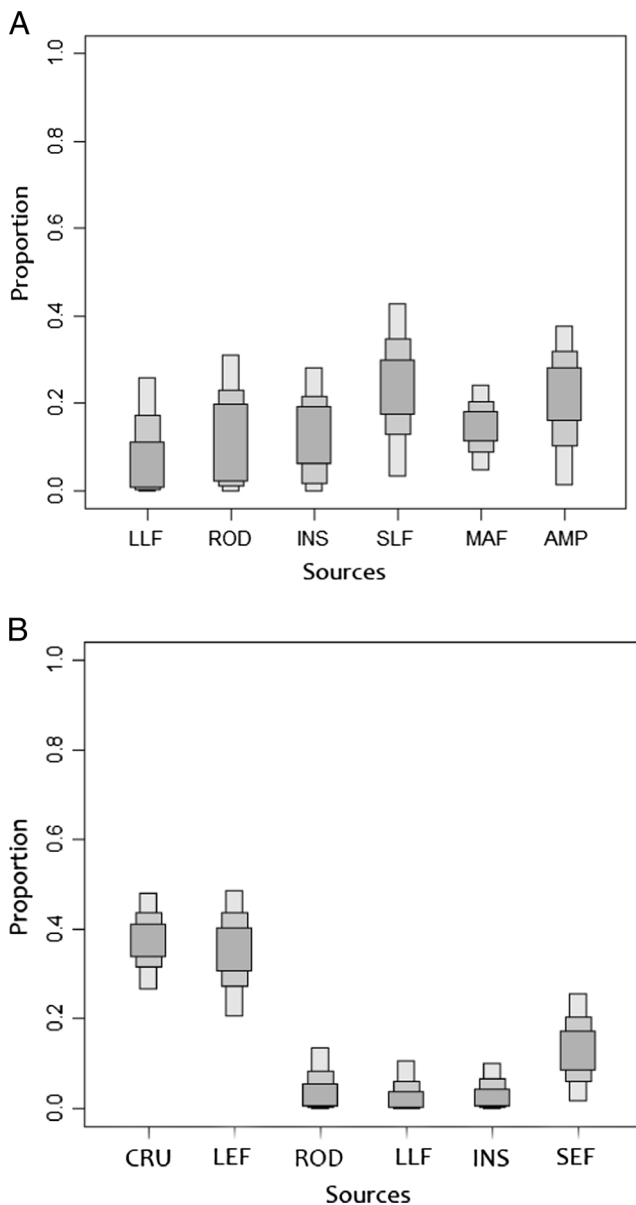 A
Proportion
1.0
0.8
0.6
0.4
0.2
0.0
LLF ROD INS SLF MAF AMP
Sources
B
Proportion
1.0
0.8
0.6
0.4
0.2
0.0
CRU LEF ROD LLF INS SEF
Sources